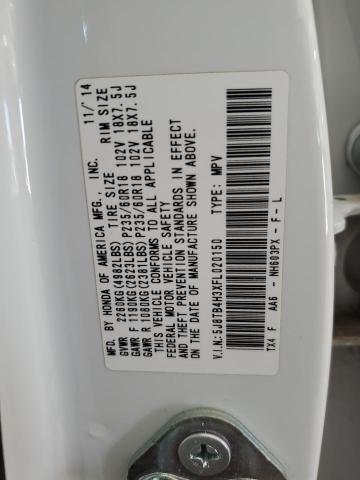 MFD. BY HONDA OF AMERICA MFG., INC. 11/'14
GVWR 2260KG(4982LBS) TIRE SIZE RIM SIZE
GAWR F 1190KG(2623LBS) P235/60R18 102V 18X7.5J
GAWR R 1080KG(2381LBS) P235/60R18 102V 18X7.5J
THIS VEHICLE CONFORMS TO ALL APPLICABLE
FEDERAL MOTOR VEHICLE SAFETY
AND THEFT PREVENTION STANDARDS IN EFFECT
ON THE DATE OF MANUFACTURE SHOWN ABOVE.
V.I.N.:5J8TB4H3XFL020150 TYPE: MPV
TX4 F AA6 - NH603PX - F - L